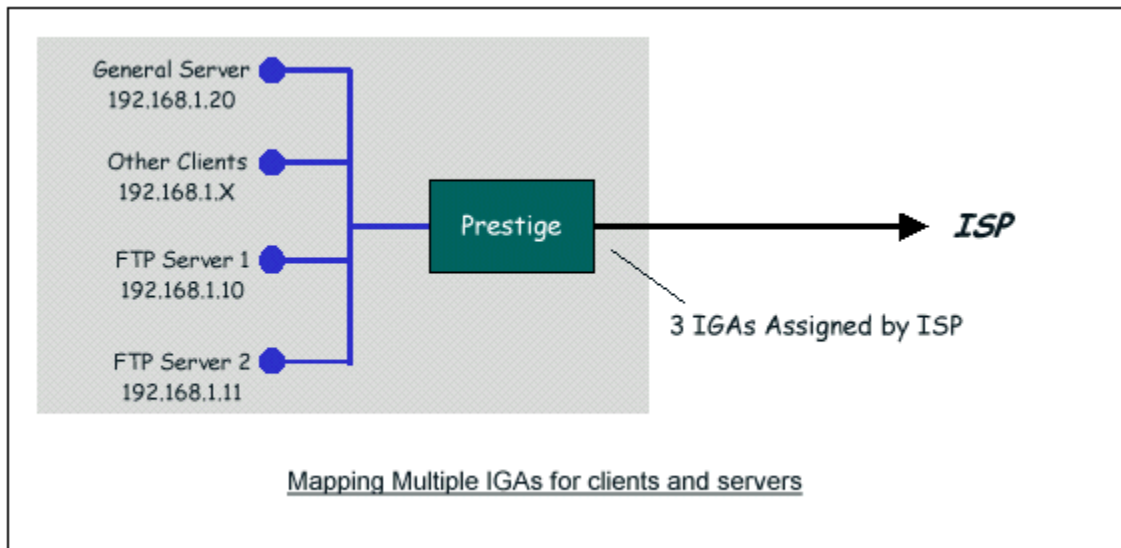 General Server
192.168.1.20
Other Clients
192.168.1.X
FTP Server 1
192.168.1.10
FTP Server 2
192.168.1.11
Prestige
ISP
3 IGAs Assigned by ISP
Mapping Multiple IGAs for clients and servers